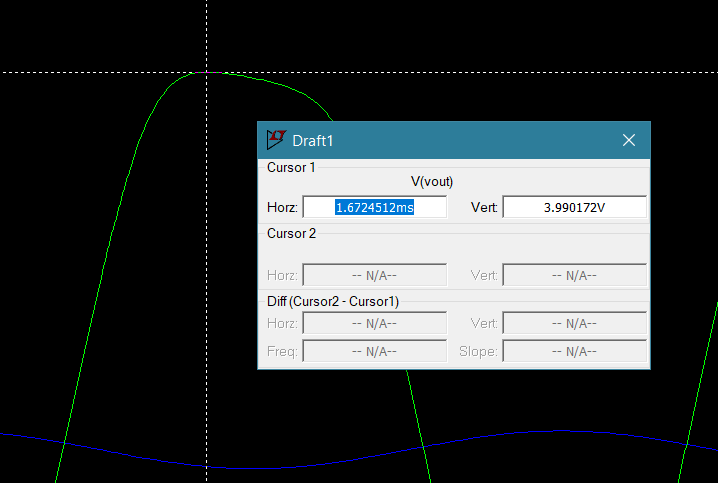 Draft1
Cursor 1
V(vout)
Horz: 1.6724512ms Vert: 3.990172V
Cursor 2
Horz: -- N/A-- Vert: -- N/A--
Diff (Cursor2 - Cursor1)
Horz: -- N/A-- Vert: -- N/A--
Freq: -- N/A-- Slope: -- N/A--